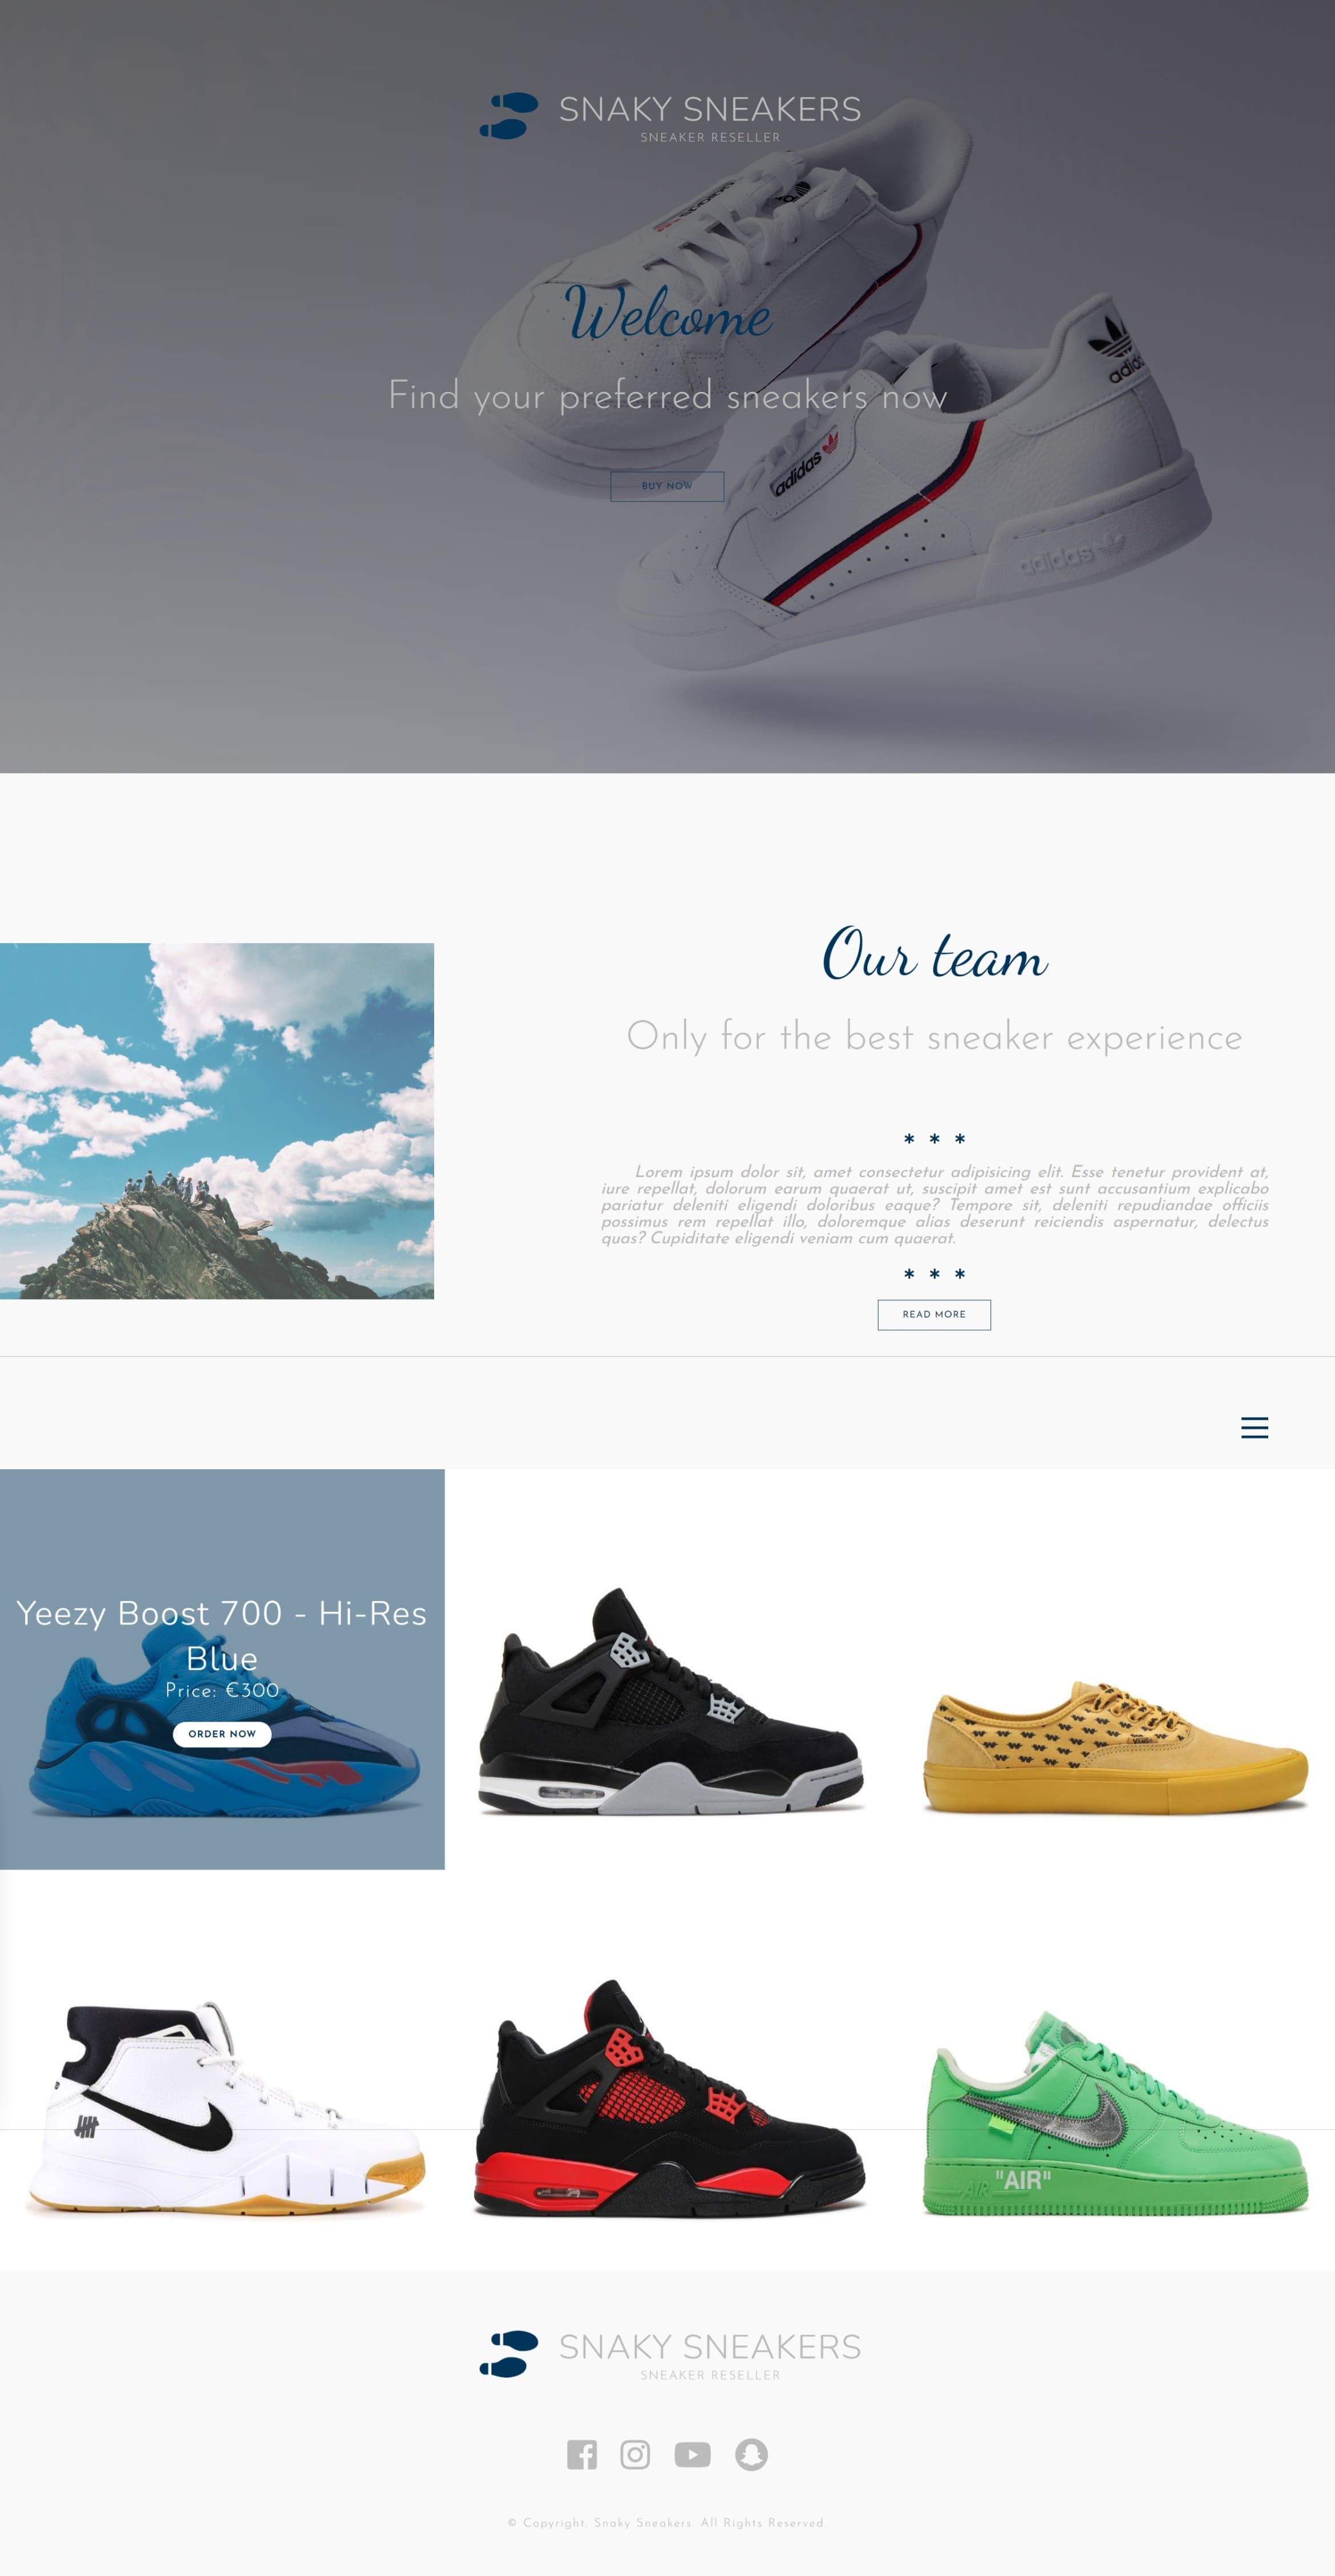 SNAKY SNEAKERS
SNEAKER RESELLER
Welcome
Find your preferred sneakers now
BUY NOW
adidas
adidas
adidas
Our team
Only for the best sneaker experience
* * *
Lorem ipsum dolor sit, amet consectetur adipisicing elit. Esse tenetur provident at,
iure repellat, dolorum earum quaerat ut, suscipit amet est sunt accusantium explicabo
pariatur deleniti eligendi doloribus eaque? Tempore sit, deleniti repudiandae officiis
possimus rem repellat illo, doloremque alias deserunt reiciendis aspernatur, delectus
quas? Cupiditate eligendi veniam cum quaerat.
* * *
READ MORE
Yeezy Boost 700 - Hi-Res
Blue
Price: €300
ORDER NOW
VANS
AIR "AIR"
SNAKY SNEAKERS
SNEAKER RESELLER
© Copyright. Snaky Sneakers. All Rights Reserved.